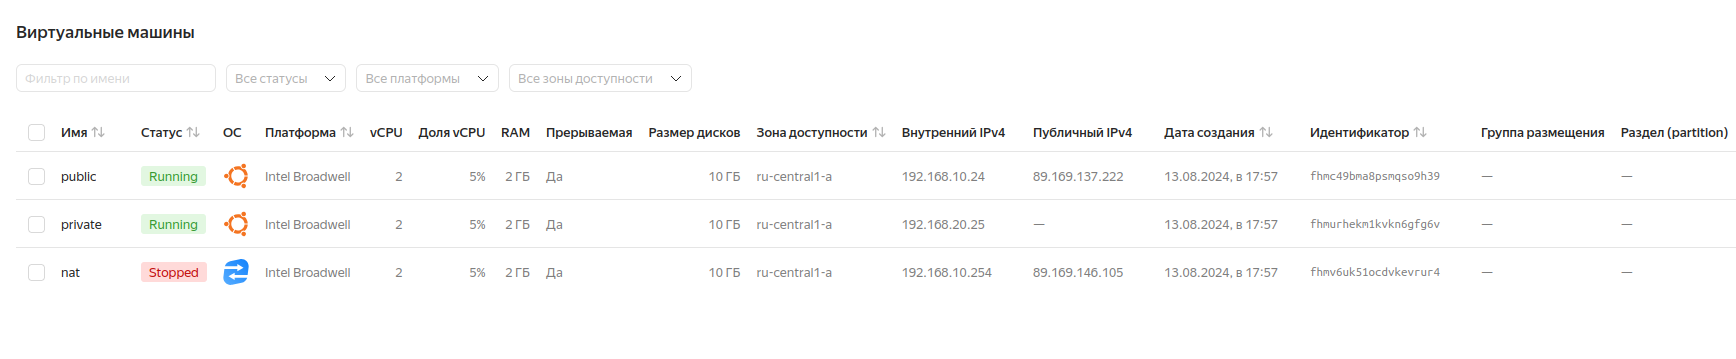 Виртуальные машины
Фильтр по имени Все статусы Все платформы Все зоны доступности
Имя Статус ОС Платформа vCPU Доля vCPU RAM Прерываемая Размер дисков Зона доступности Внутренний IPv4 Публичный IPv4 Дата создания Идентификатор Группа размещения Раздел (partition)
public Running Intel Broadwell 2 5% 2 ГБ Да 10 ГБ ru-central1-a 192.168.10.24 89.169.137.222 13.08.2024, в 17:57 fhmc49bma8psmqso9h39 — —
private Running Intel Broadwell 2 5% 2 ГБ Да 10 ГБ ru-central1-a 192.168.20.25 — 13.08.2024, в 17:57 fhmurhekm1kvkn6gfg6v — —
nat Stopped Intel Broadwell 2 5% 2 ГБ Да 10 ГБ ru-central1-a 192.168.10.254 89.169.146.105 13.08.2024, в 17:57 fhmv6uk51ocdvkevrur4 — —